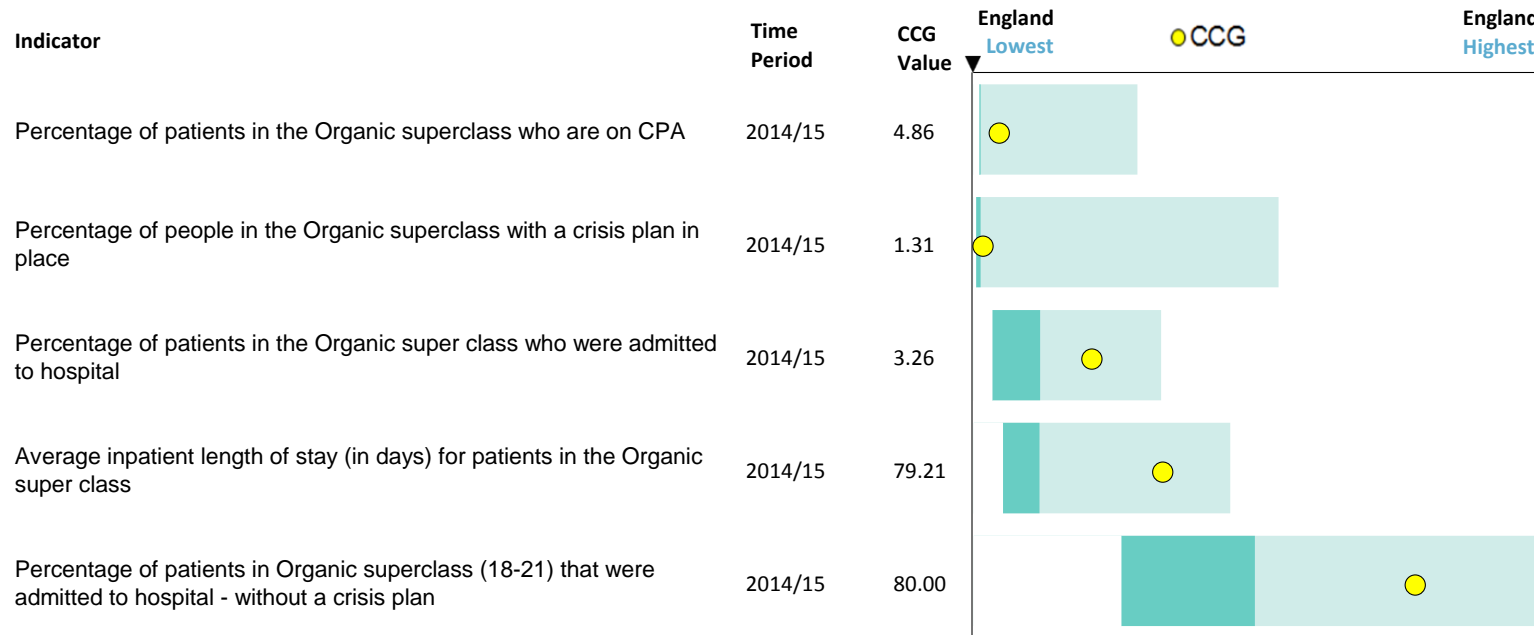 Indicator
Time
Period
CCG
Value
England
Lowest
CCG
England
Highest
Percentage of patients in the Organic superclass who are on CPA 2014/15 4.86
Percentage of people in the Organic superclass with a crisis plan in
place
2014/15 1.31
Percentage of patients in the Organic super class who were admitted
to hospital
2014/15 3.26
Average inpatient length of stay (in days) for patients in the Organic
super class
2014/15 79.21
Percentage of patients in Organic superclass (18-21) that were
admitted to hospital - without a crisis plan
2014/15 80.00